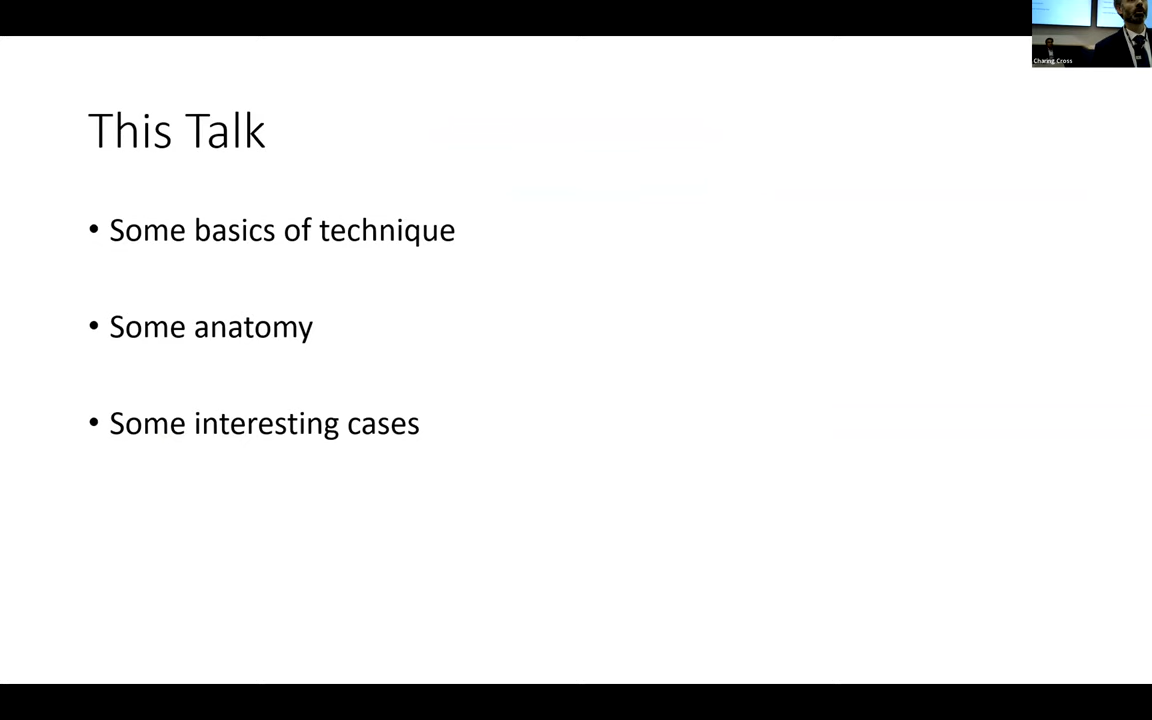 Charing Cross
This Talk
• Some basics of technique
• Some anatomy
• Some interesting cases